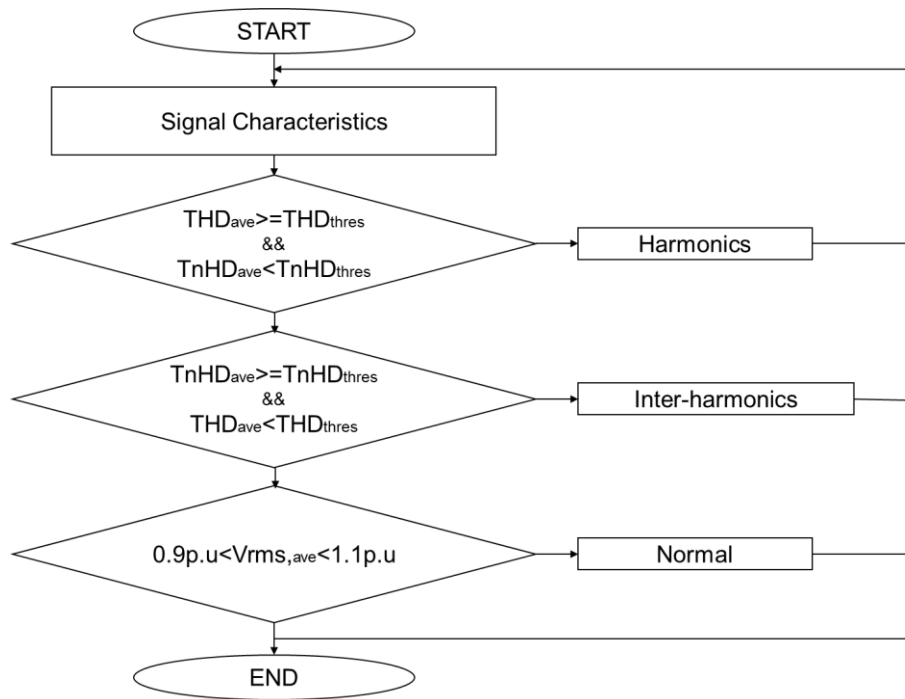 START
Signal Characteristics
THDave>=THDthres
&&
TnHDave<TnHDthres
Harmonics
TnHDave>=TnHDthres
&&
THDave<THDthres
Inter-harmonics
0.9p.u<Vrms,ave<1.1p.u
Normal
END